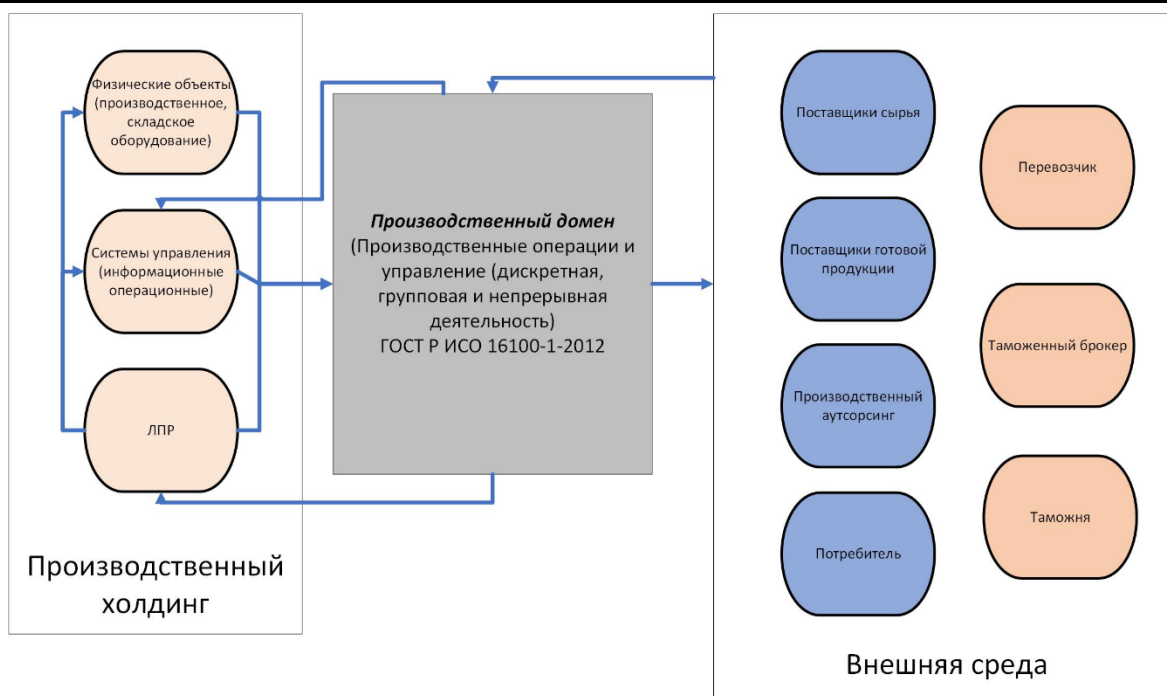 Физические объекты
(производственное,
складское
оборудование)
Системы управления
(информационные
операционные)
ЛПР
Производственный
холдинг
Производственный домен
(Производственные операции и
управление (дискретная,
групповая и непрерывная
деятельность)
ГОСТ Р ИСО 16100-1-2012
Поставщики сырья
Поставщики готовой
продукции
Производственный
аутсорсинг
Потребитель
Перевозчик
Таможенный брокер
Таможня
Внешняя среда